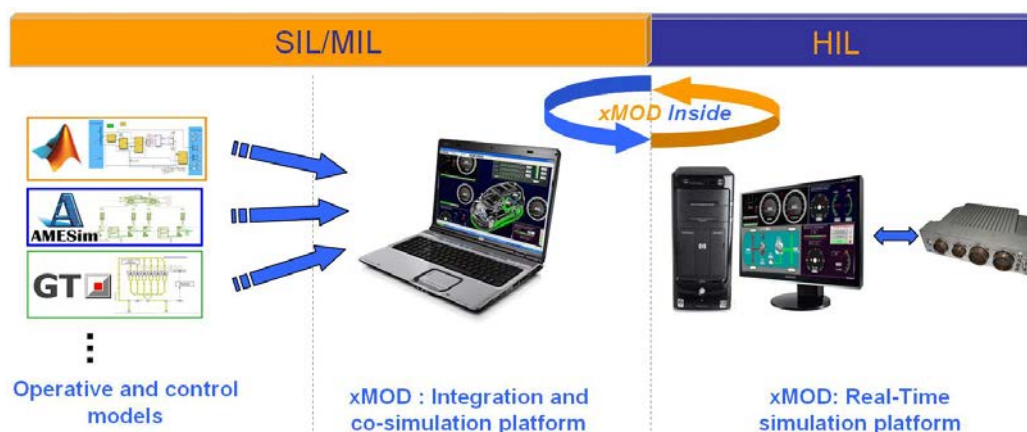 SIL/MIL
HIL
xMOD Inside
AMESim
GT
Operative and control
models
xMOD : Integration and
co-simulation platform
xMOD: Real-Time
simulation platform